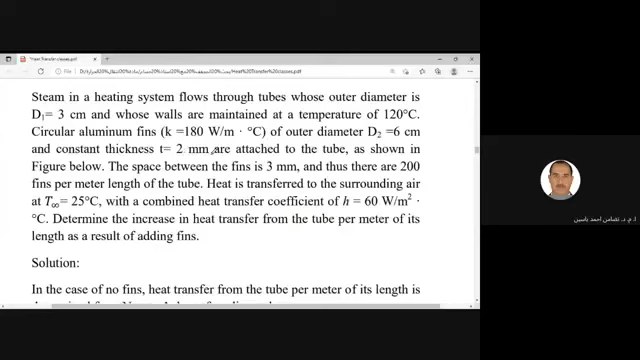 Heat Transfer classes.pdf
Heat%20Transfer%20classes.pdf
Steam in a heating system flows through tubes whose outer diameter is
D₁= 3 cm and whose walls are maintained at a temperature of 120°C.
Circular aluminum fins (k =180 W/m · °C) of outer diameter D₂ =6 cm
and constant thickness t= 2 mm are attached to the tube, as shown in
Figure below. The space between the fins is 3 mm, and thus there are 200
fins per meter length of the tube. Heat is transferred to the surrounding air
at T∞= 25°C, with a combined heat transfer coefficient of h = 60 W/m² ·
°C. Determine the increase in heat transfer from the tube per meter of its
length as a result of adding fins.
Solution:
In the case of no fins, heat transfer from the tube per meter of its length is
ا.م.د. تضامن احمد ياسين